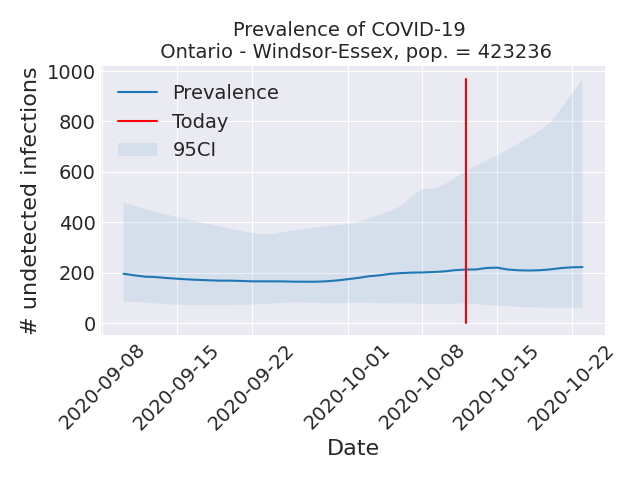 Prevalence of COVID-19
Ontario - Windsor-Essex, pop. = 423236
# undetected infections
1000
800
600
400
200
0
Prevalence
Today
95CI
2020-09-08
2020-09-15
2020-09-22
2020-10-01
2020-10-08
2020-10-15
2020-10-22
Date